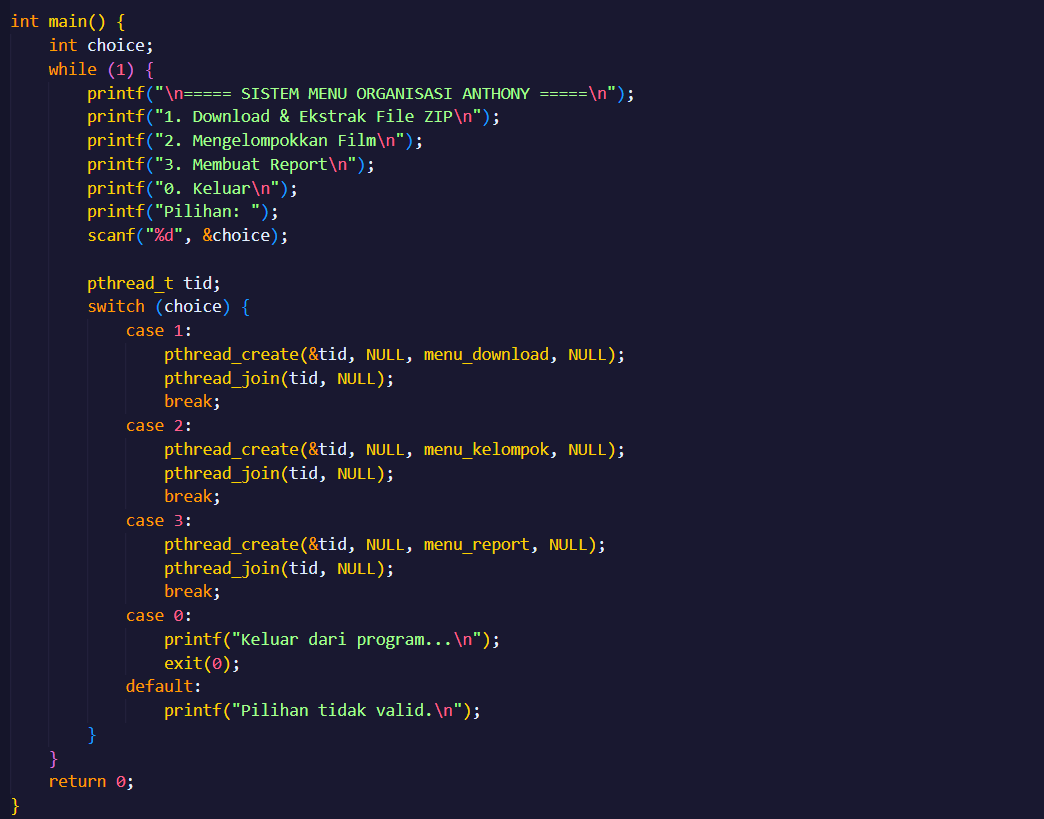 int main() {
    int choice;
    while (1) {
        printf("\n===== SISTEM MENU ORGANISASI ANTHONY =====\n");
        printf("1. Download & Ekstrak File ZIP\n");
        printf("2. Mengelompokkan Film\n");
        printf("3. Membuat Report\n");
        printf("0. Keluar\n");
        printf("Pilihan: ");
        scanf("%d", &choice);

        pthread_t tid;
        switch (choice) {
            case 1:
                pthread_create(&tid, NULL, menu_download, NULL);
                pthread_join(tid, NULL);
                break;
            case 2:
                pthread_create(&tid, NULL, menu_kelompok, NULL);
                pthread_join(tid, NULL);
                break;
            case 3:
                pthread_create(&tid, NULL, menu_report, NULL);
                pthread_join(tid, NULL);
                break;
            case 0:
                printf("Keluar dari program...\n");
                exit(0);
            default:
                printf("Pilihan tidak valid.\n");
        }
    }
    return 0;
}